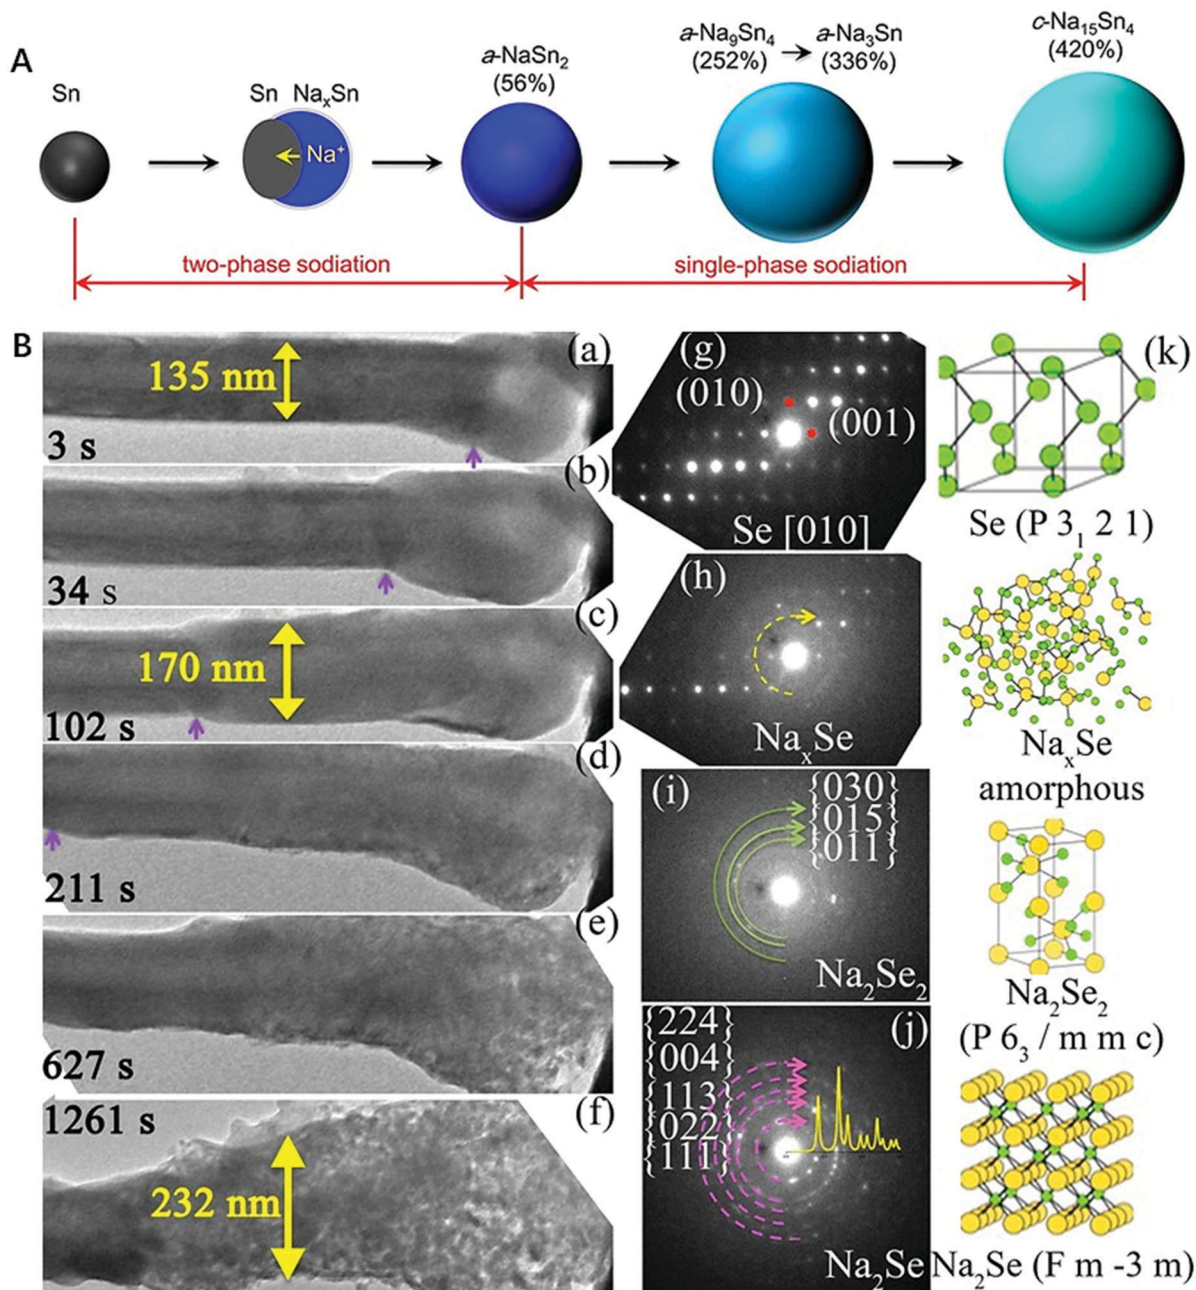 A
Sn
Sn NaₓSn
Na⁺
a-NaSn₂
(56%)
a-Na₉Sn₄ → a-Na₃Sn
(252%) (336%)
c-Na₁₅Sn₄
(420%)
two-phase sodiation
single-phase sodiation
B
(a)
135 nm
3 s
(b)
34 s
(c)
170 nm
102 s
(d)
211 s
(e)
627 s
1261 s
(f)
232 nm
(g)
(010)
(001)
Se [010]
(h)
NaₓSe
(i)
{030}
{015}
{011}
Na₂Se₂
(j)
{224}
{004}
{113}
{022}
{111}
Na₂Se
(k)
Se (P 3₁ 2 1)
NaₓSe
amorphous
Na₂Se₂
(P 6₃ / m m c)
Na₂Se (F m -3 m)